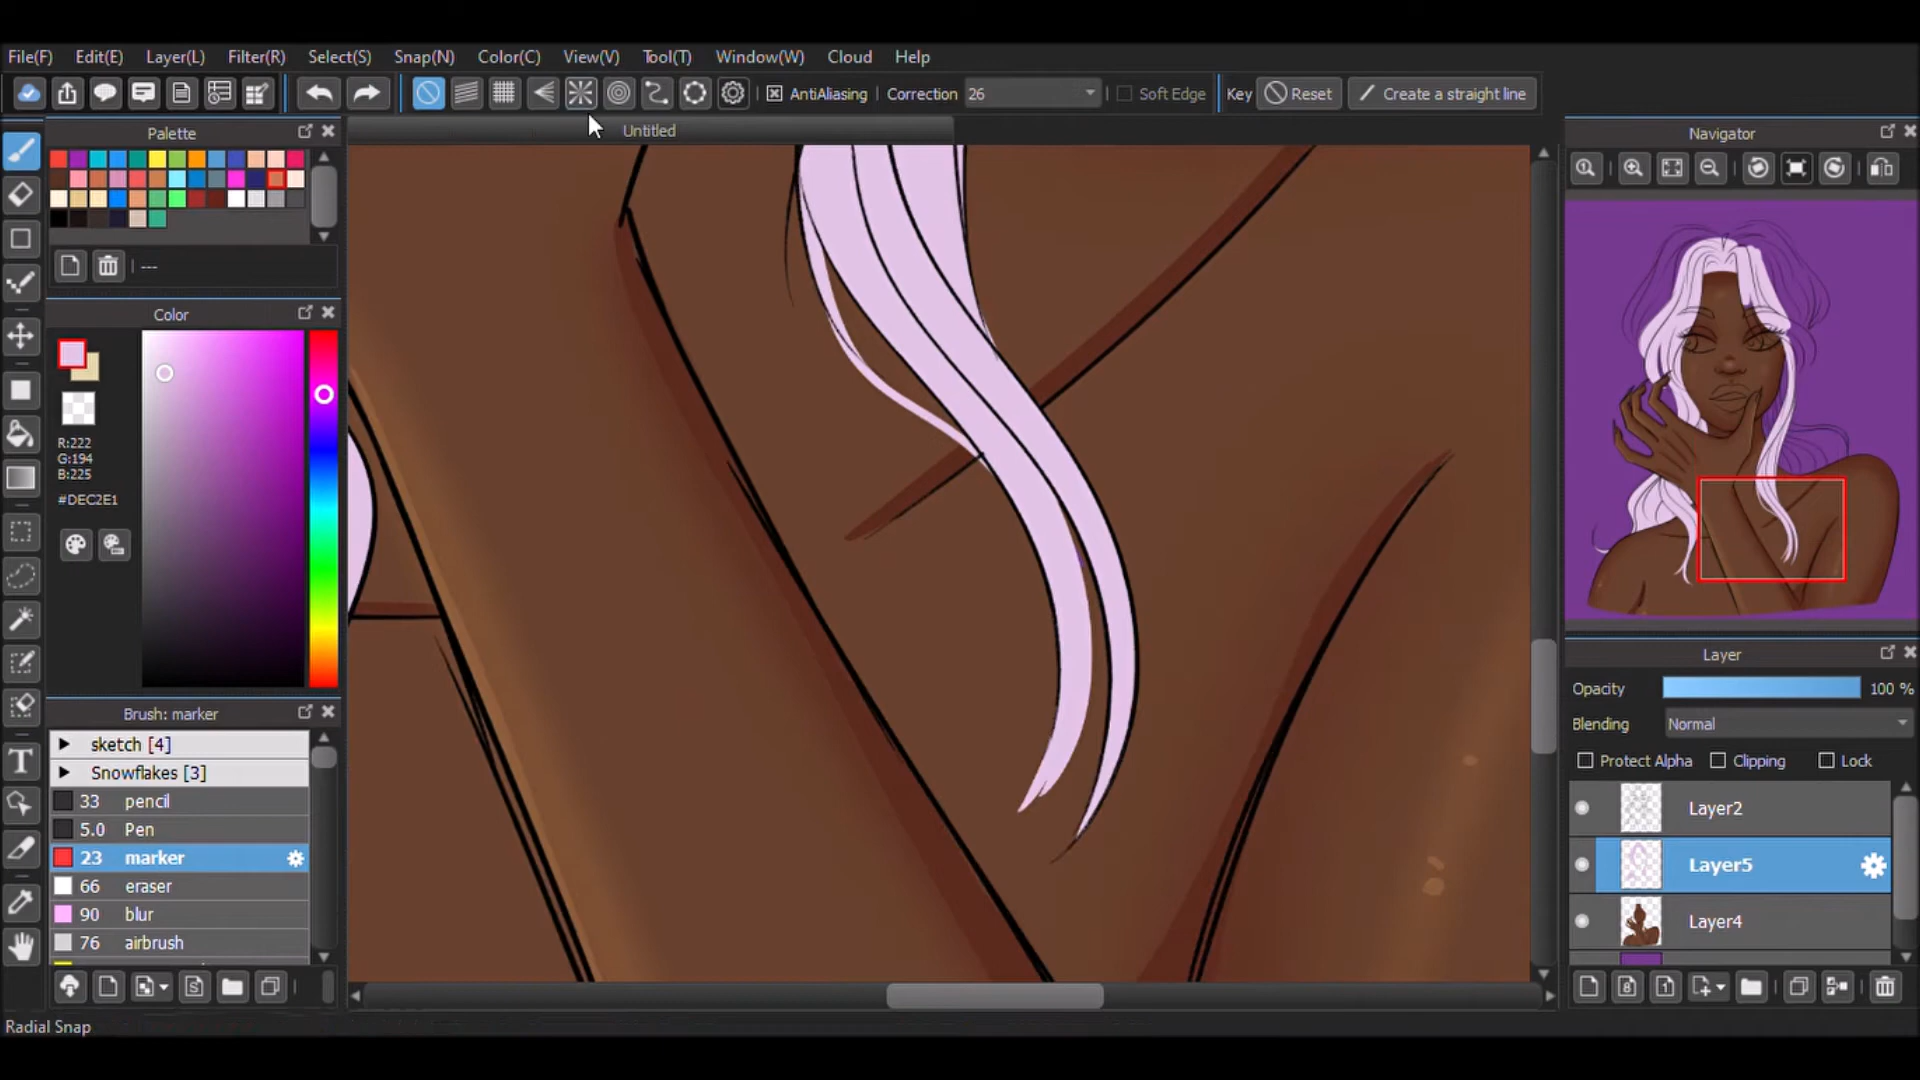 File(F) Edit(E) Layer(L) Filter(R) Select(S) Snap(N) Color(C) View(V) Tool(T) Window(W) Cloud Help
AntiAliasing Correction 26 Soft Edge Key Reset Create a straight line
Palette
Untitled
Navigator
---
Color
R:222
G:194
B:225
#DEC2E1
Brush: marker
sketch [4]
Snowflakes [3]
33 pencil
5.0 Pen
23 marker
66 eraser
90 blur
76 airbrush
Layer
Opacity 100 %
Blending Normal
Protect Alpha Clipping Lock
Layer2
Layer5
Layer4
Radial Snap